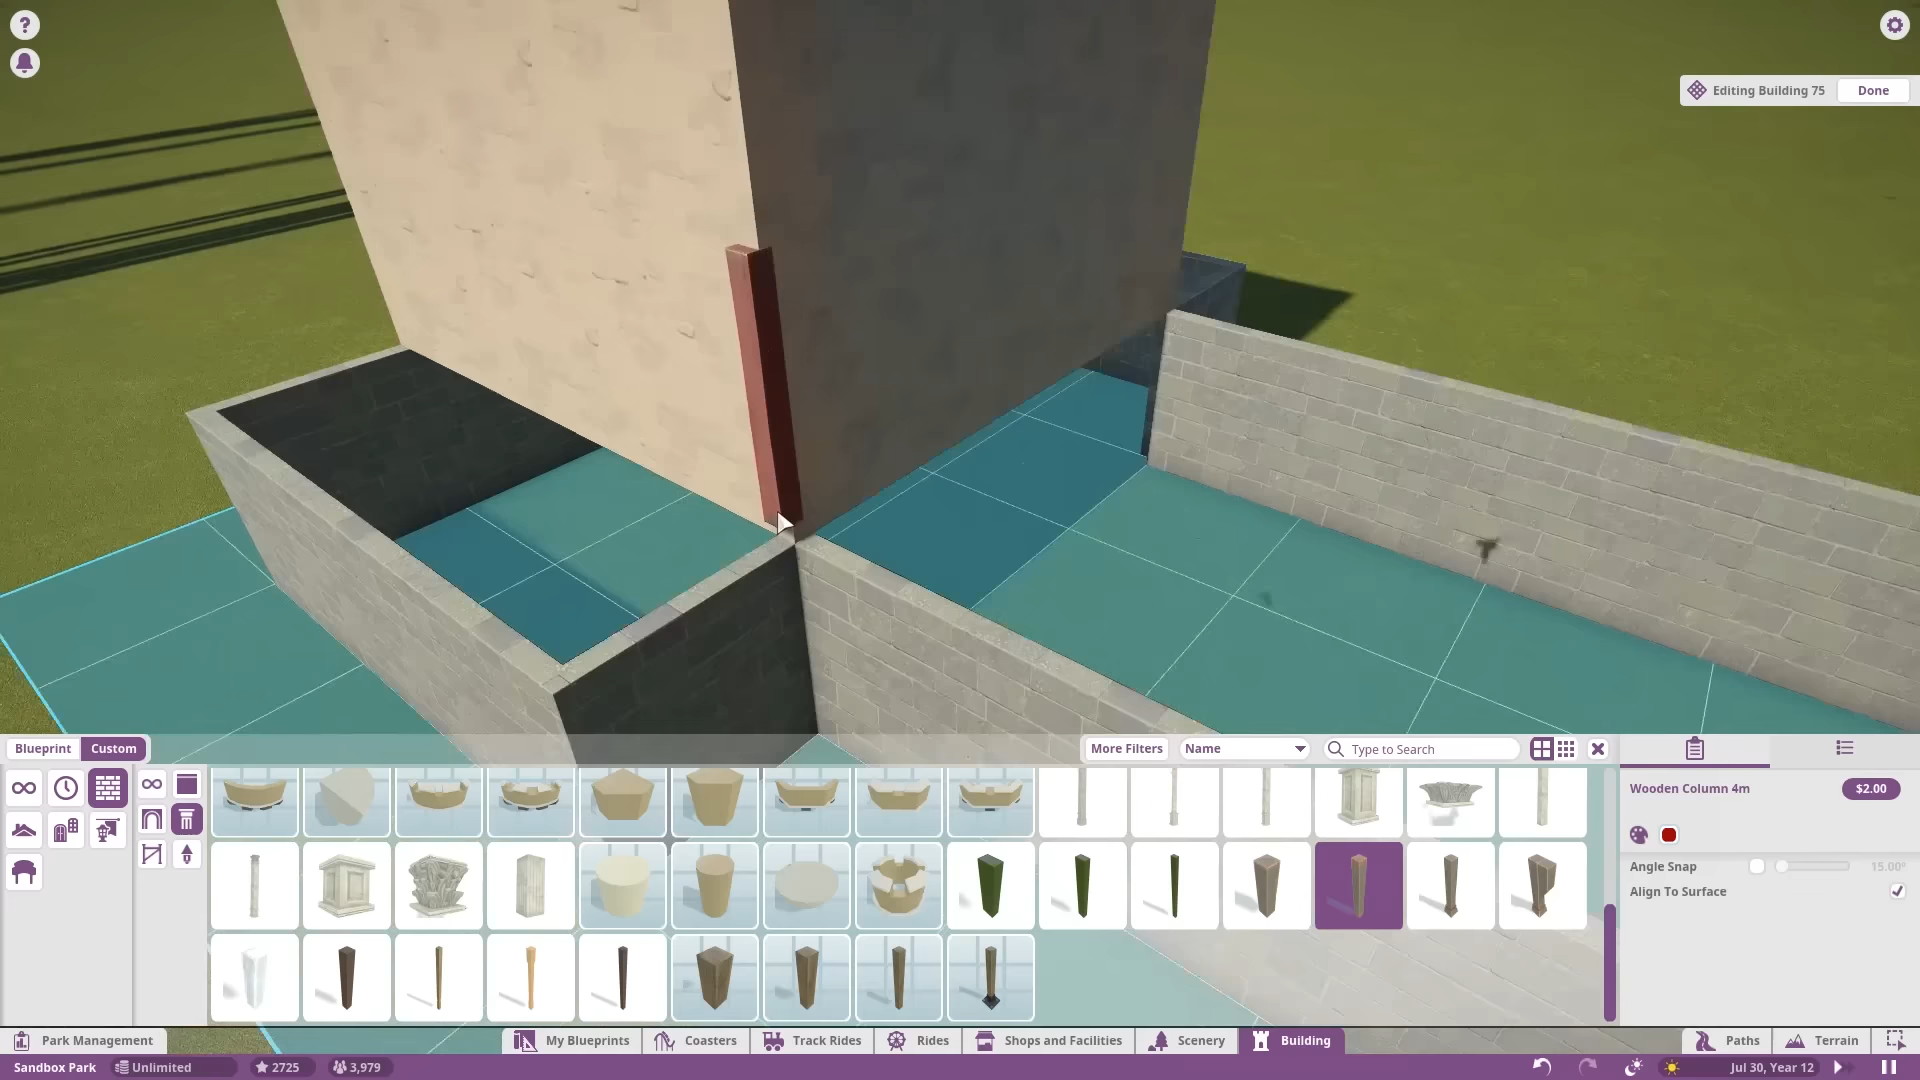 ?
Editing Building 75
Done
Blueprint
Custom
More Filters
Name
Type to Search
Wooden Column 4m
$2.00
Angle Snap
15.00°
Align To Surface
Park Management
My Blueprints
Coasters
Track Rides
Rides
Shops and Facilities
Scenery
Building
Paths
Terrain
Sandbox Park
Unlimited
2725
3,979
Jul 30, Year 12